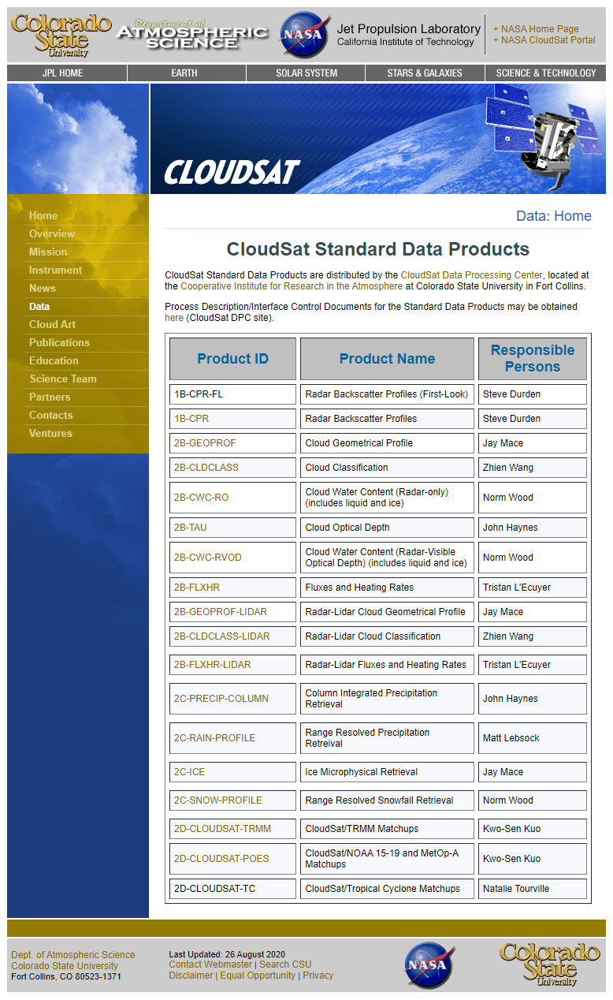 Colorado
State
University
Department of
ATMOSPHERIC
SCIENCE
NASA
Jet Propulsion Laboratory
California Institute of Technology
+ NASA Home Page
+ NASA CloudSat Portal
JPL HOME
EARTH
SOLAR SYSTEM
STARS & GALAXIES
SCIENCE & TECHNOLOGY
CLOUDSAT
Home
Overview
Mission
Instrument
News
Data
Cloud Art
Publications
Education
Science Team
Partners
Contacts
Ventures
Data: Home
CloudSat Standard Data Products
CloudSat Standard Data Products are distributed by the CloudSat Data Processing Center, located at
the Cooperative Institute for Research in the Atmosphere at Colorado State University in Fort Collins.
Process Description/Interface Control Documents for the Standard Data Products may be obtained
here (CloudSat DPC site).
Product ID
Product Name
Responsible
Persons
1B-CPR-FL
Radar Backscatter Profiles (First-Look)
Steve Durden
1B-CPR
Radar Backscatter Profiles
Steve Durden
2B-GEOPROF
Cloud Geometrical Profile
Jay Mace
2B-CLDCLASS
Cloud Classification
Zhien Wang
2B-CWC-RO
Cloud Water Content (Radar-only)
(includes liquid and ice)
Norm Wood
2B-TAU
Cloud Optical Depth
John Haynes
2B-CWC-RVOD
Cloud Water Content (Radar-Visible
Optical Depth) (includes liquid and ice)
Norm Wood
2B-FLXHR
Fluxes and Heating Rates
Tristan L'Ecuyer
2B-GEOPROF-LIDAR
Radar-Lidar Cloud Geometrical Profile
Jay Mace
2B-CLDCLASS-LIDAR
Radar-Lidar Cloud Classification
Zhien Wang
2B-FLXHR-LIDAR
Radar-Lidar Fluxes and Heating Rates
Tristan L'Ecuyer
2C-PRECIP-COLUMN
Column Integrated Precipitation
Retrieval
John Haynes
2C-RAIN-PROFILE
Range Resolved Precipitation
Retreival
Matt Lebsock
2C-ICE
Ice Microphysical Retrieval
Jay Mace
2C-SNOW-PROFILE
Range Resolved Snowfall Retrieval
Norm Wood
2D-CLOUDSAT-TRMM
CloudSat/TRMM Matchups
Kwo-Sen Kuo
2D-CLOUDSAT-POES
CloudSat/NOAA 15-19 and MetOp-A
Matchups
Kwo-Sen Kuo
2D-CLOUDSAT-TC
CloudSat/Tropical Cyclone Matchups
Natalie Tourville
Dept. of Atmospheric Science
Colorado State University
Fort Collins, CO 80523-1371
Last Updated: 26 August 2020
Contact Webmaster | Search CSU
Disclaimer | Equal Opportunity | Privacy
NASA
Colorado
State
University